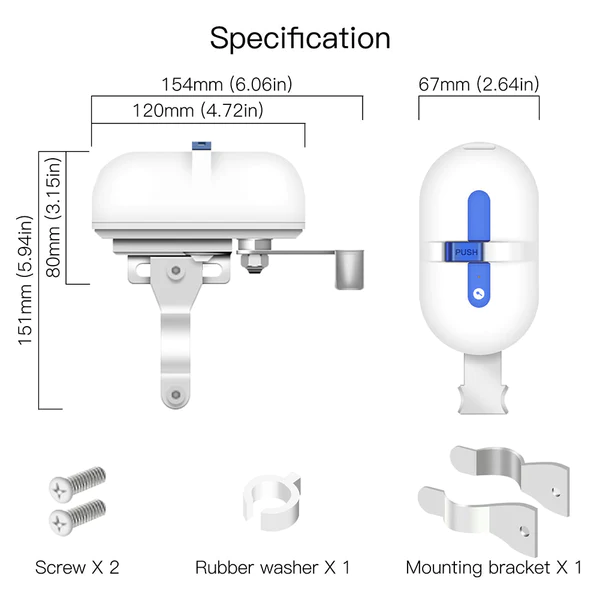 Specification
154mm (6.06in)
67mm (2.64in)
120mm (4.72in)
80mm (3.15in)
151mm (5.94in)
PUSH
Screw X 2
Rubber washer X 1
Mounting bracket X 1